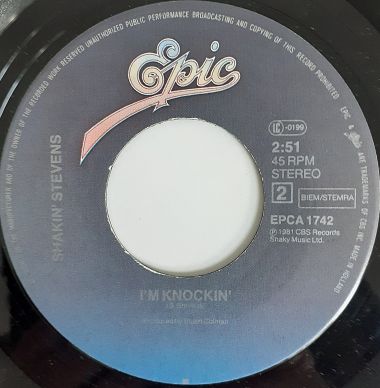 ALL RIGHTS OF THE MANUFACTURER AND OF THE OWNER OF THE RECORDED WORK RESERVED UNAUTHORIZED PUBLIC PERFORMANCE BROADCASTING AND COPYING OF THIS RECORD PROHIBITED EPIC & ARE TRADEMARKS OF CBS INC. MADE IN HOLLAND
Epic
SHAKIN' STEVENS
LC-0199
2:51
45 RPM
STEREO
2 BIEM/STEMRA
EPCA 1742
℗ 1981 CBS Records
Shaky Music Ltd.
I'M KNOCKIN'
Stuart Colman